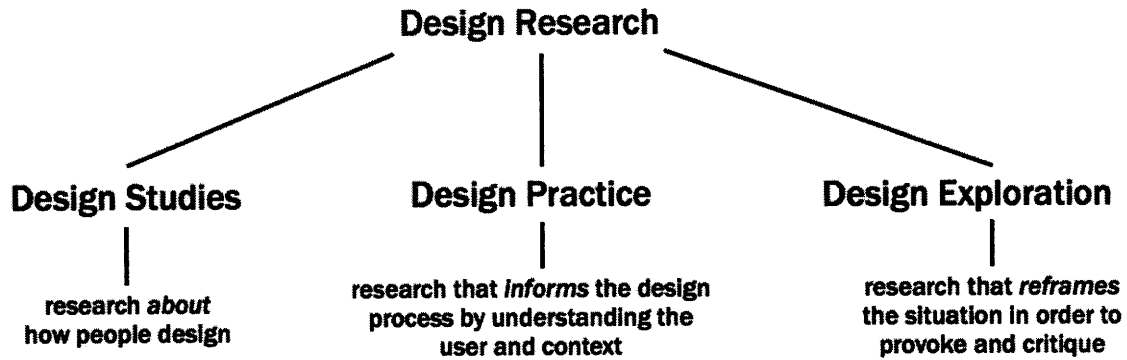 Design Research
Design Studies
Design Practice
Design Exploration
research about
how people design
research that informs the design
process by understanding the
user and context
research that reframes
the situation in order to
provoke and critique